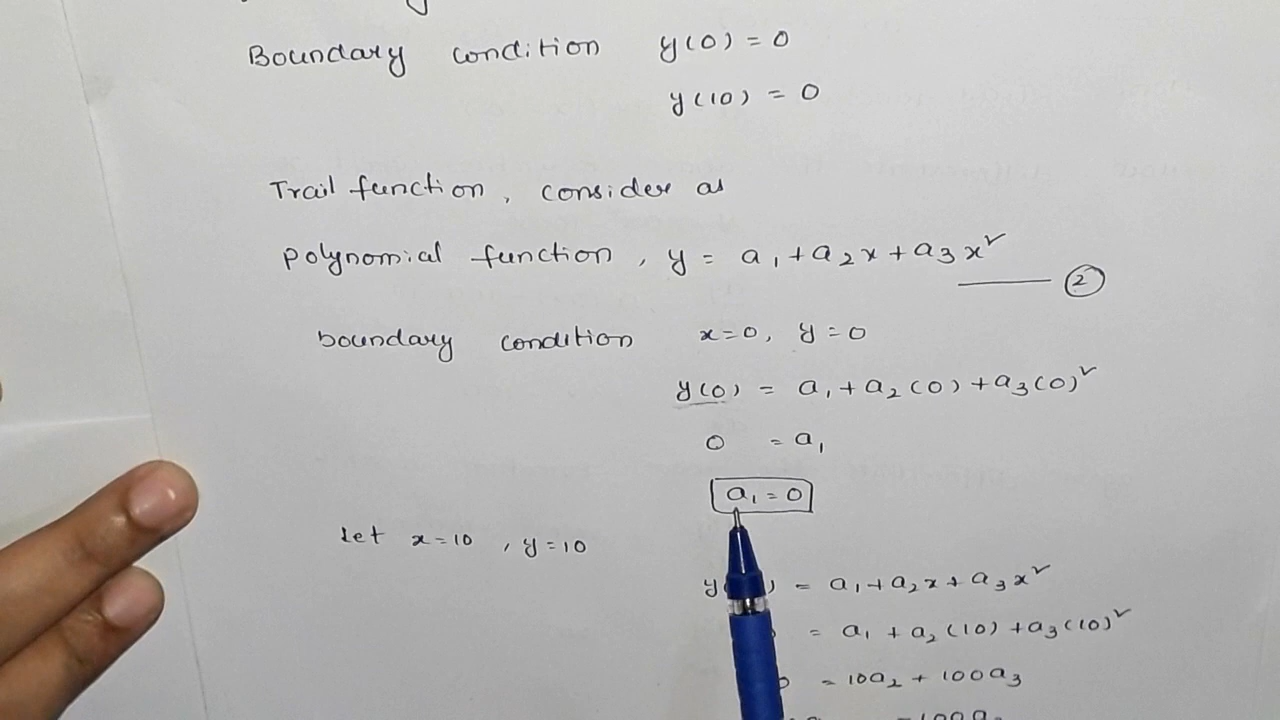 Boundary condition y(0) = 0
y(10) = 0
Trail function, consider as
polynomial function, y = a₁ + a₂x + a₃x²
②
boundary condition x=0, y=0
y(0) = a₁ + a₂(0) + a₃(0)²
0 = a₁
a₁ = 0
Let x=10, y=10
y = a₁ + a₂x + a₃x²
= a₁ + a₂(10) + a₃(10)²
= 10a₂ + 100a₃